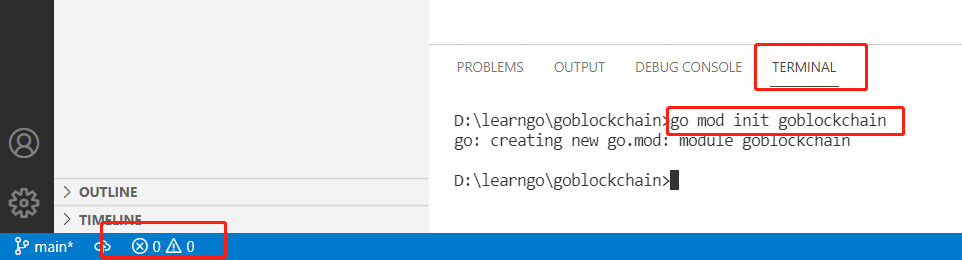 PROBLEMS OUTPUT DEBUG CONSOLE TERMINAL
D:\learngo\goblockchain>go mod init goblockchain
go: creating new go.mod: module goblockchain
D:\learngo\goblockchain>
OUTLINE
TIMELINE
main* 0 0